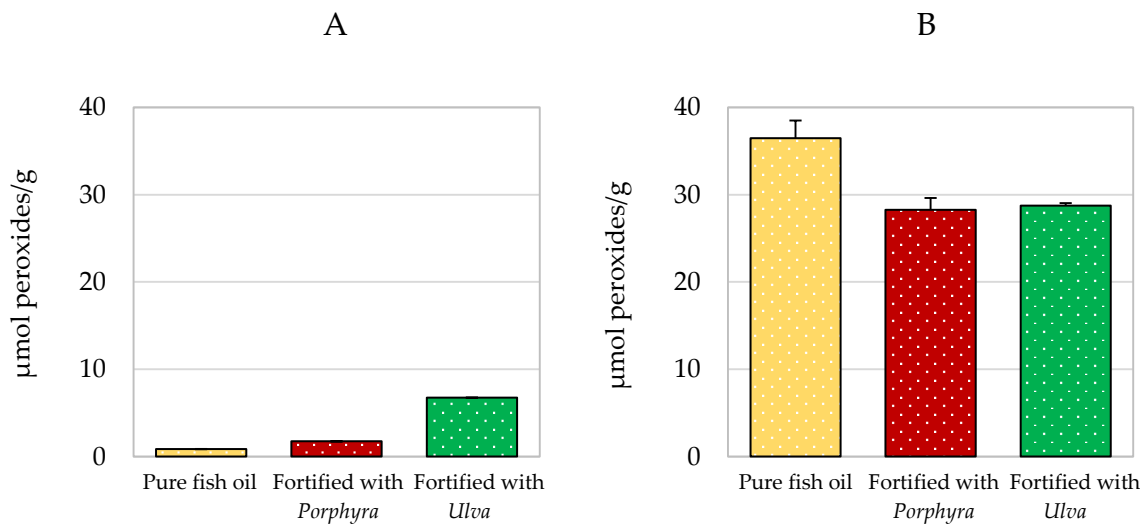 A
B
µmol peroxides/g
40
30
20
10
0
Pure fish oil
Fortified with
Porphyra
Fortified with
Ulva
µmol peroxides/g
40
30
20
10
0
Pure fish oil
Fortified with
Porphyra
Fortified with
Ulva